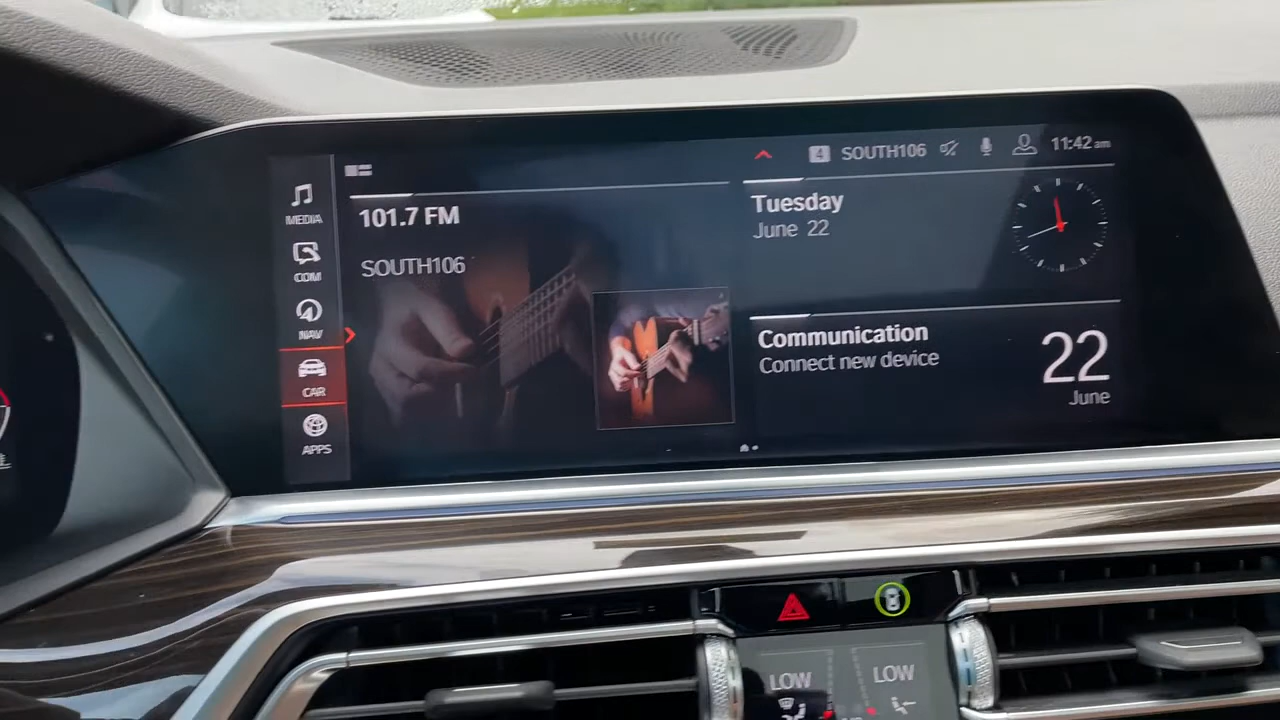 4 SOUTH106 11:42 am
MEDIA
COM
NAV
CAR
APPS
101.7 FM
SOUTH106
Tuesday
June 22
Communication
Connect new device
22
June
LOW
LOW